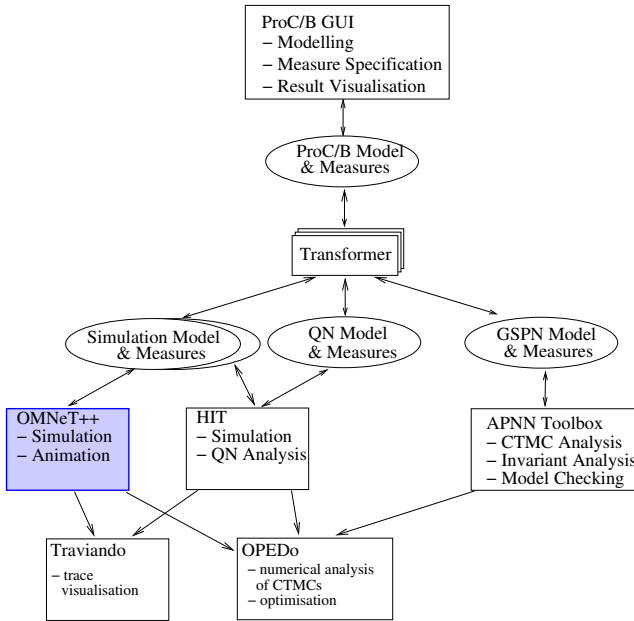 ProC/B GUI
– Modelling
– Measure Specification
– Result Visualisation
ProC/B Model
& Measures
Transformer
Simulation Model
& Measures
QN Model
& Measures
GSPN Model
& Measures
OMNeT++
– Simulation
– Animation
HIT
– Simulation
– QN Analysis
APNN Toolbox
– CTMC Analysis
– Invariant Analysis
– Model Checking
Traviando
– trace
visualisation
OPEDo
– numerical analysis
of CTMCs
– optimisation